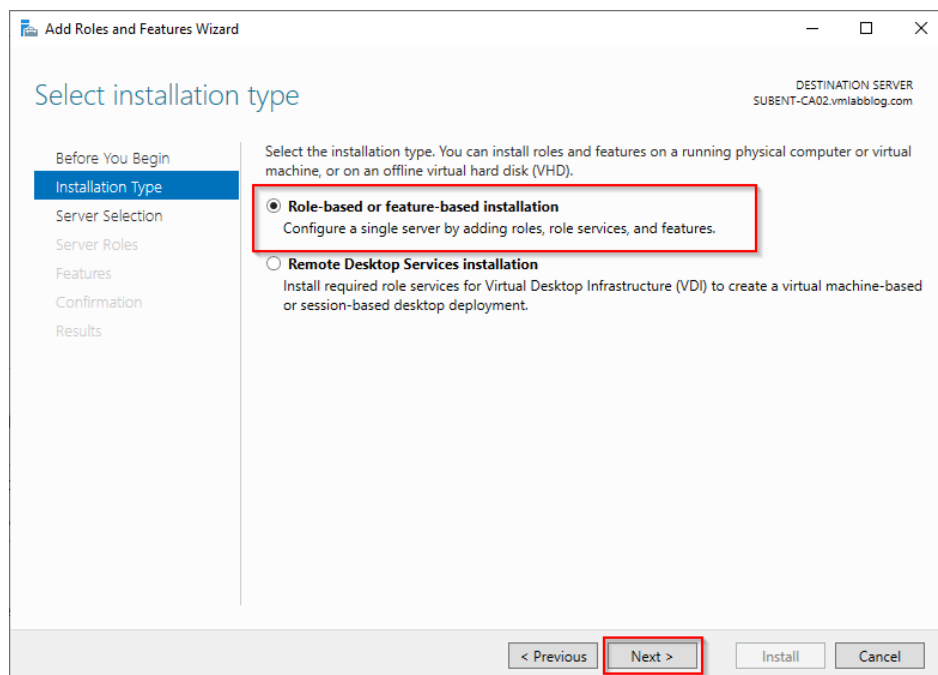 Add Roles and Features Wizard
Select installation type
DESTINATION SERVER
SUBENT-CA02.vmlabblog.com
Before You Begin
Installation Type
Server Selection
Server Roles
Features
Confirmation
Results
Select the installation type. You can install roles and features on a running physical computer or virtual
machine, or on an offline virtual hard disk (VHD).
Role-based or feature-based installation
Configure a single server by adding roles, role services, and features.
Remote Desktop Services installation
Install required role services for Virtual Desktop Infrastructure (VDI) to create a virtual machine-based
or session-based desktop deployment.
< Previous
Next >
Install
Cancel